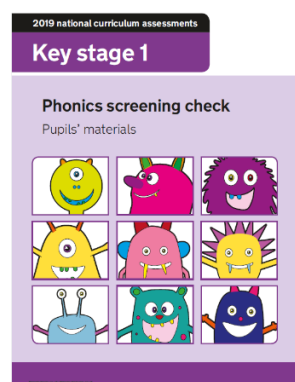 2019 national curriculum assessments
Key stage 1
Phonics screening check
Pupils’ materials